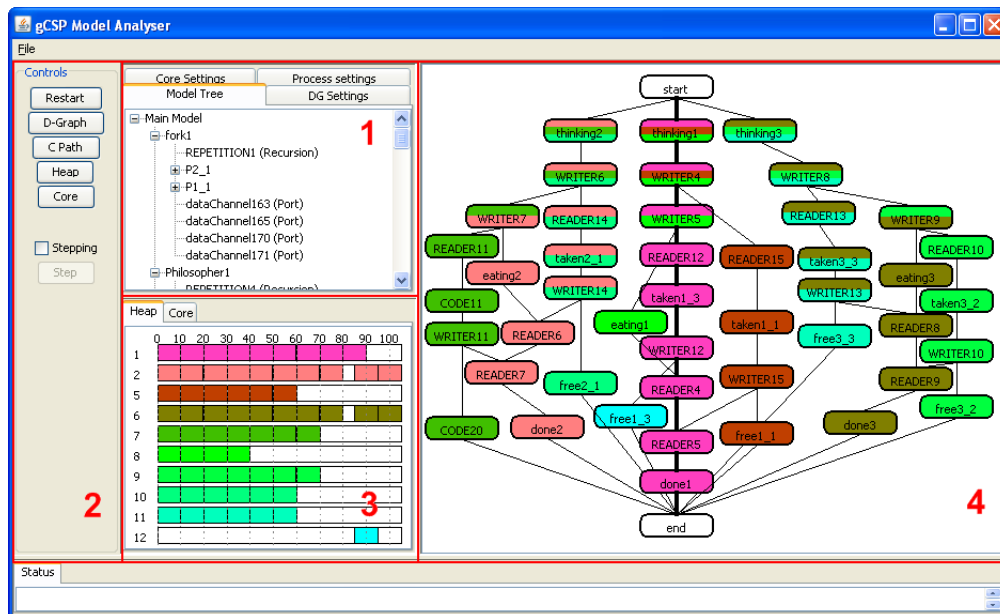 gCSP Model Analyser
File
Controls
Restart
D-Graph
C Path
Heap
Core
Stepping
Step
2
Core Settings Process settings
Model Tree DG Settings
1
Main Model
fork1
REPETITION1 (Recursion)
P2_1
P1_1
dataChannel163 (Port)
dataChannel165 (Port)
dataChannel170 (Port)
dataChannel171 (Port)
Philosopher1
REPETITION4 (Recursion)
Heap Core
0 10 20 30 40 50 60 70 80 90 100
1
2
5
6
7
8
9
10
11
12
3
start
thinking2 thinking1 thinking3
WRITER6 WRITER4 WRITER8
WRITER7 READER14 WRITER5 READER13 WRITER9
READER11 READER12 READER15 READER10
eating2 taken2_1 taken3_3 eating3
CODE11 WRITER14 taken1_3 WRITER13 taken3_2
WRITER11 READER6 eating1 taken1_1 free3_3 READER8
WRITER12 WRITER10
READER7 free2_1 READER4 WRITER15 READER9
free1_3 free3_2
CODE20 done2 READER5 free1_1 done3
done1
end
4
Status